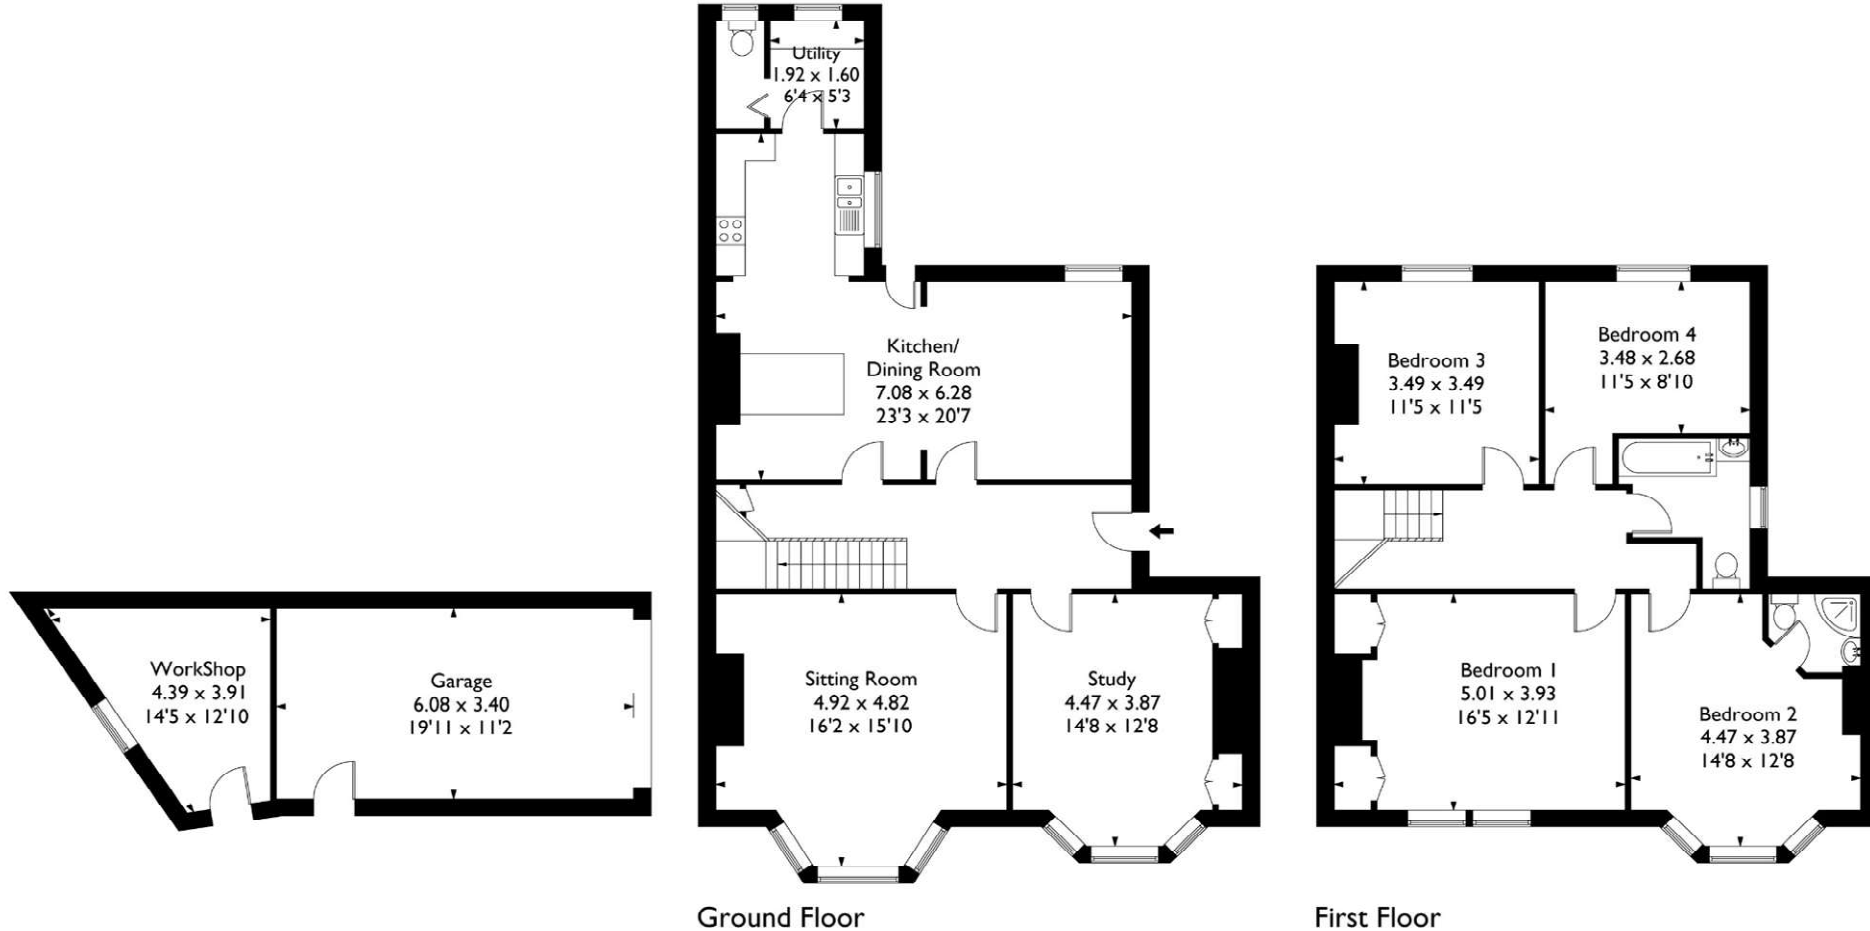 Utility
1.92 x 1.60
6'4 x 5'3
Kitchen/
Dining Room
7.08 x 6.28
23'3 x 20'7
Bedroom 3
3.49 x 3.49
11'5 x 11'5
Bedroom 4
3.48 x 2.68
11'5 x 8'10
WorkShop
4.39 x 3.91
14'5 x 12'10
Garage
6.08 x 3.40
19'11 x 11'2
Sitting Room
4.92 x 4.82
16'2 x 15'10
Study
4.47 x 3.87
14'8 x 12'8
Bedroom 1
5.01 x 3.93
16'5 x 12'11
Bedroom 2
4.47 x 3.87
14'8 x 12'8
Ground Floor
First Floor